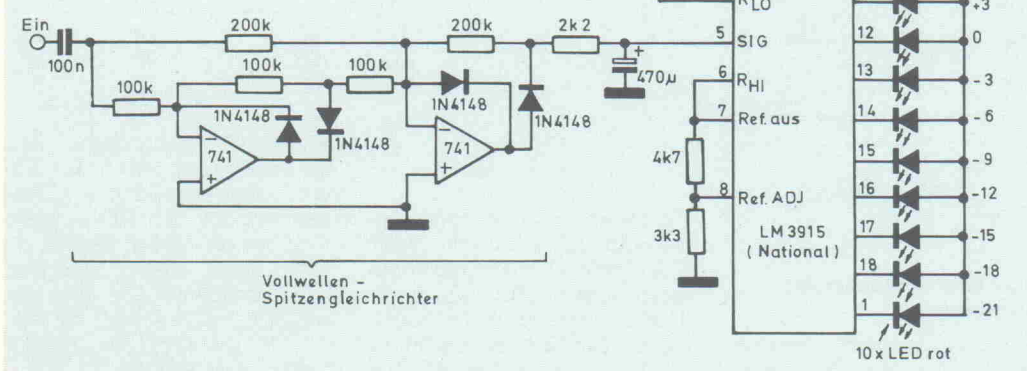 Ein
100n
200k
200k
2k2
470µ
+
100k
100k
100k
1N4148
1N4148
1N4148
1N4148
−
741
+
−
741
+
Vollwellen -
Spitzengleichrichter
RLO
5 SIG
6 RHI
7 Ref.aus
8 Ref.ADJ
4k7
3k3
LM 3915
( National )
+3
12 0
13 -3
14 -6
15 -9
16 -12
17 -15
18 -18
1 -21
10 x LED rot